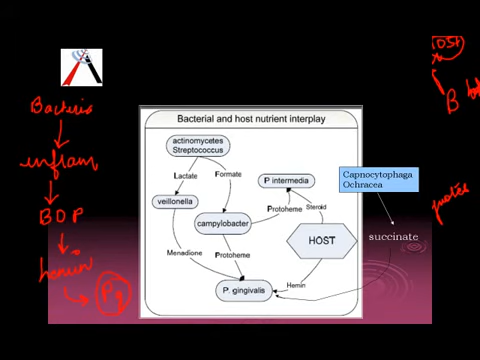 Bacteria
inflam
BOP
hemin
Pg
Bacterial and host nutrient interplay
actinomycetes
Streptococcus
Lactate
Formate
veillonella
P intermedia
Protoheme
Steroid
campylobacter
HOST
Menadione
Protoheme
Hemin
P. gingivalis
Capnocytophaga
Ochracea
succinate
B